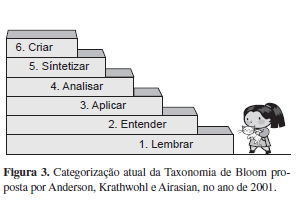 6. Criar
5. Síntetizar
4. Analisar
3. Aplicar
2. Entender
1. Lembrar
Figura 3. Categorização atual da Taxonomia de Bloom pro-
posta por Anderson, Krathwohl e Airasian, no ano de 2001.